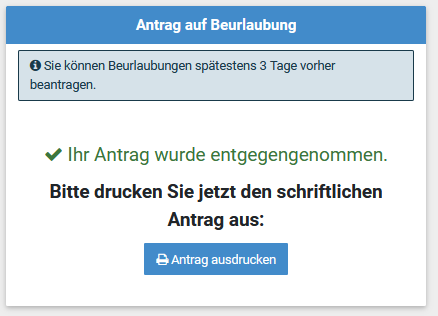 Antrag auf Beurlaubung
Sie können Beurlaubungen spätestens 3 Tage vorher
beantragen.
Ihr Antrag wurde entgegengenommen.
Bitte drucken Sie jetzt den schriftlichen
Antrag aus:
Antrag ausdrucken